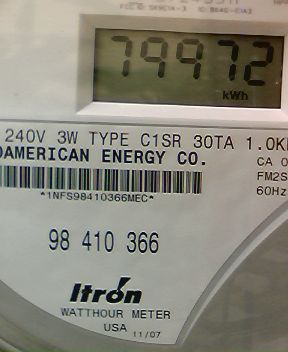 79972
kWh
240V 3W TYPE C1SR 30TA 1.0K
AMERICAN ENERGY CO.
CA 0
FM2S
60Hz
*1NFS98410366MEC*
98 410 366
Itron
WATTHOUR METER
USA 11/07